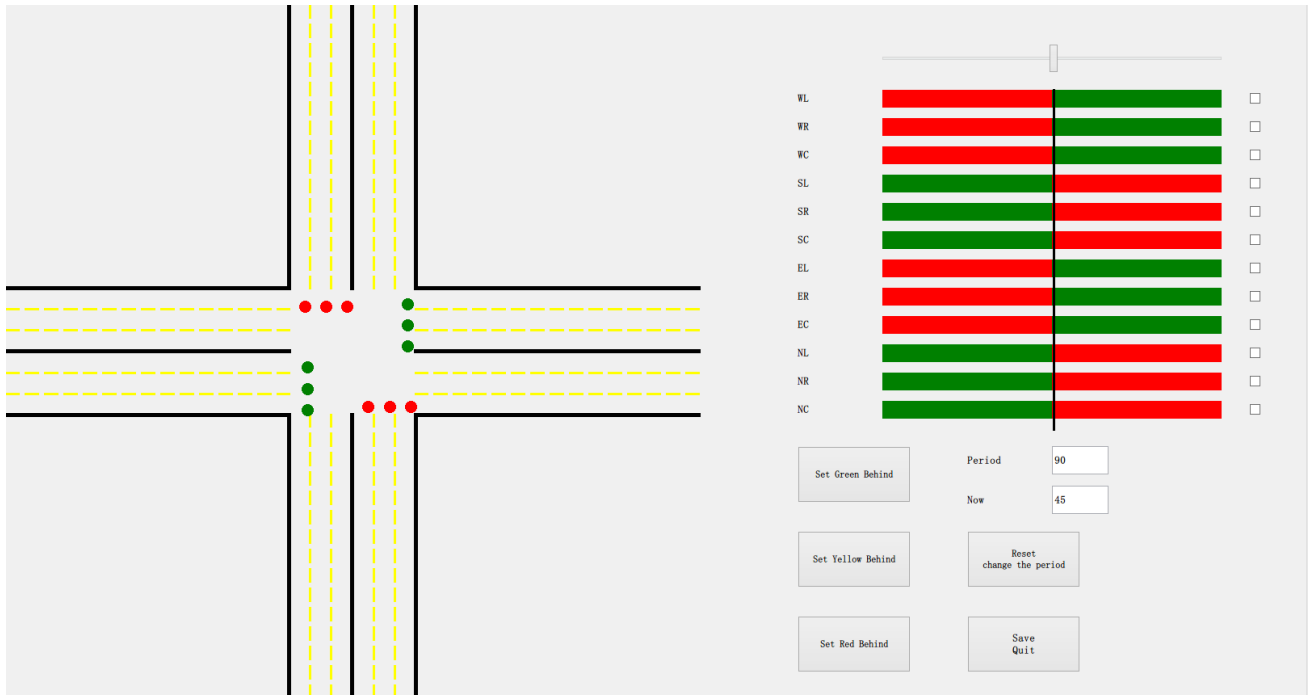 WL
WR
WC
SL
SR
SC
EL
ER
EC
NL
NR
NC
Set Green Behind
Period
90
Now
45
Set Yellow Behind
Reset
change the period
Set Red Behind
Save
Quit